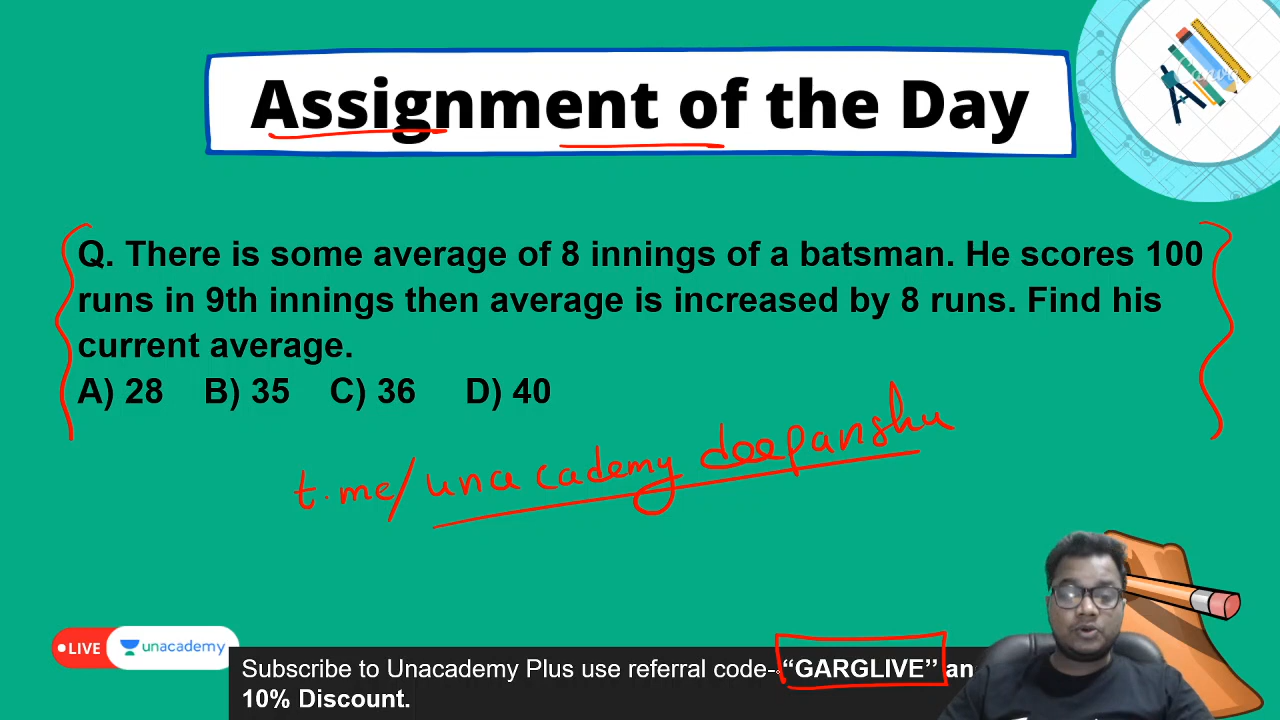 Assignment of the Day
Q. There is some average of 8 innings of a batsman. He scores 100
runs in 9th innings then average is increased by 8 runs. Find his
current average.
A) 28 B) 35 C) 36 D) 40
t.me/unacademy deepanshu
LIVE unacademy
Subscribe to Unacademy Plus use referral code- “GARGLIVE’’ an
10% Discount.